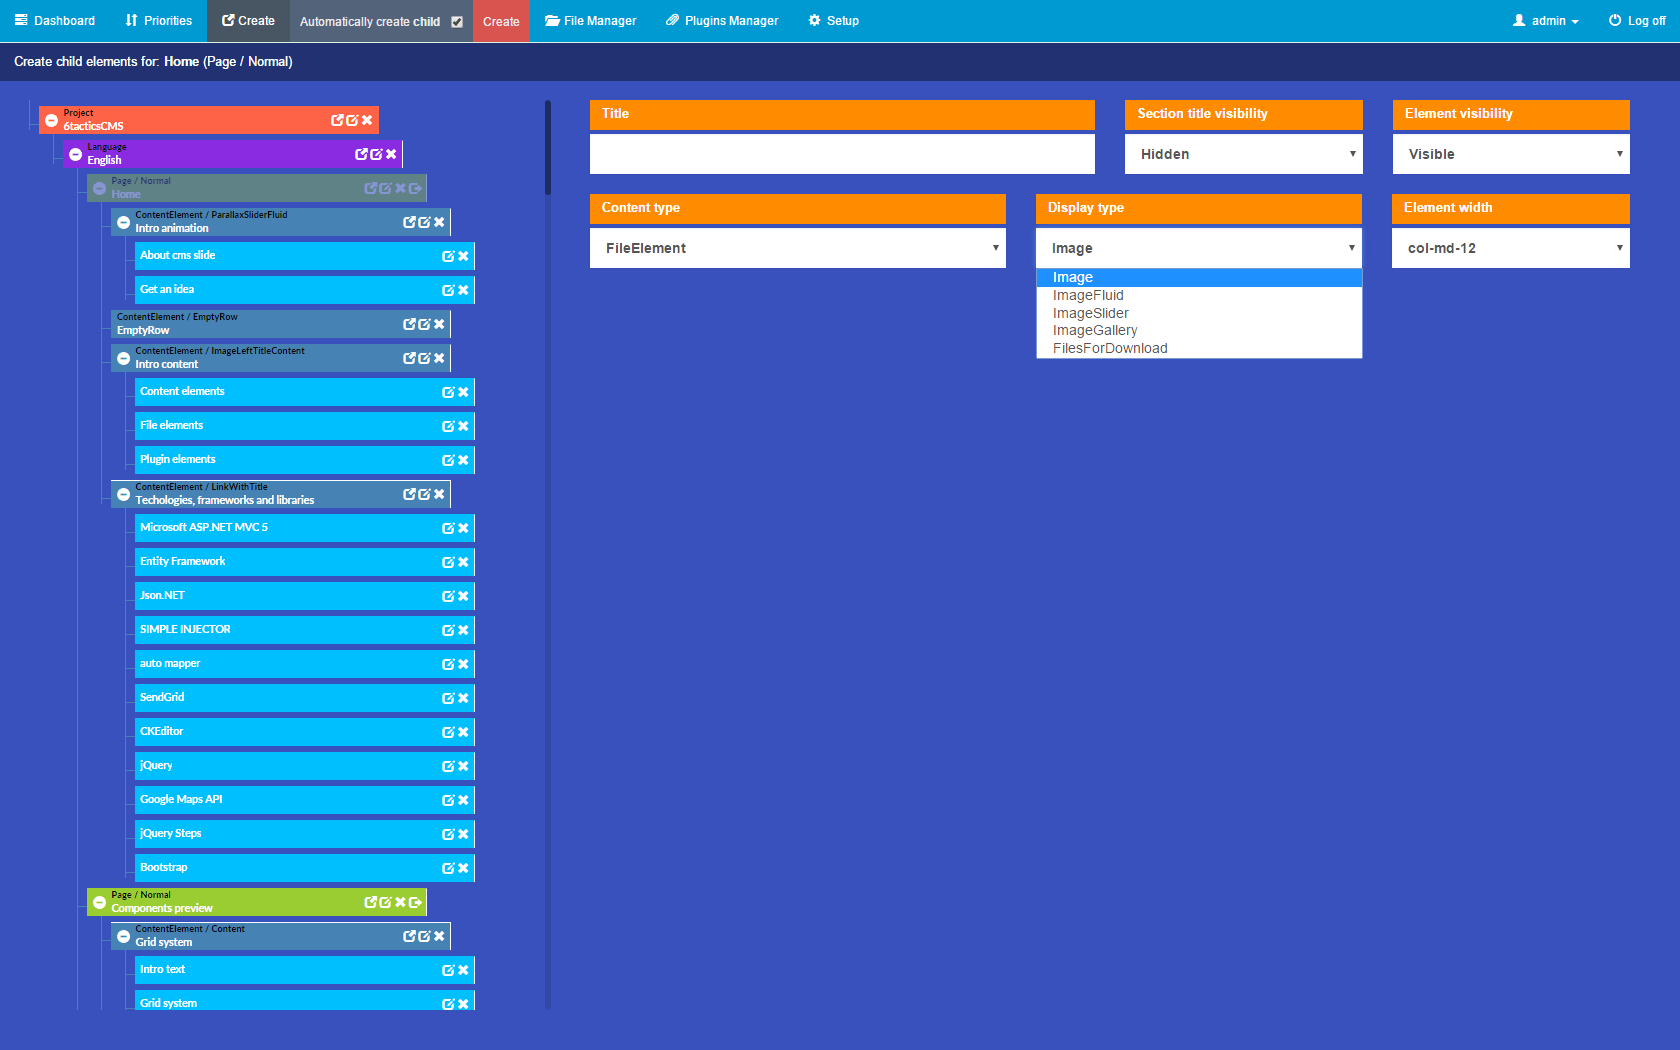 Dashboard
Priorities
Create
Automatically create child
Create
File Manager
Plugins Manager
Setup
admin
Log off
Create child elements for: Home (Page / Normal)
Project
6tacticsCMS
Language
English
Page / Normal
Home
ContentElement / ParallaxSliderFluid
Intro animation
About cms slide
Get an idea
ContentElement / EmptyRow
EmptyRow
ContentElement / ImageLeftTitleContent
Intro content
Content elements
File elements
Plugin elements
ContentElement / LinkWithTitle
Techologies, frameworks and libraries
Microsoft ASP.NET MVC 5
Entity Framework
Json.NET
SIMPLE INJECTOR
auto mapper
SendGrid
CKEditor
jQuery
Google Maps API
jQuery Steps
Bootstrap
Page / Normal
Components preview
ContentElement / Content
Grid system
Intro text
Grid system
Title
Section title visibility
Hidden
Element visibility
Visible
Content type
FileElement
Display type
Image
Image
ImageFluid
ImageSlider
ImageGallery
FilesForDownload
Element width
col-md-12